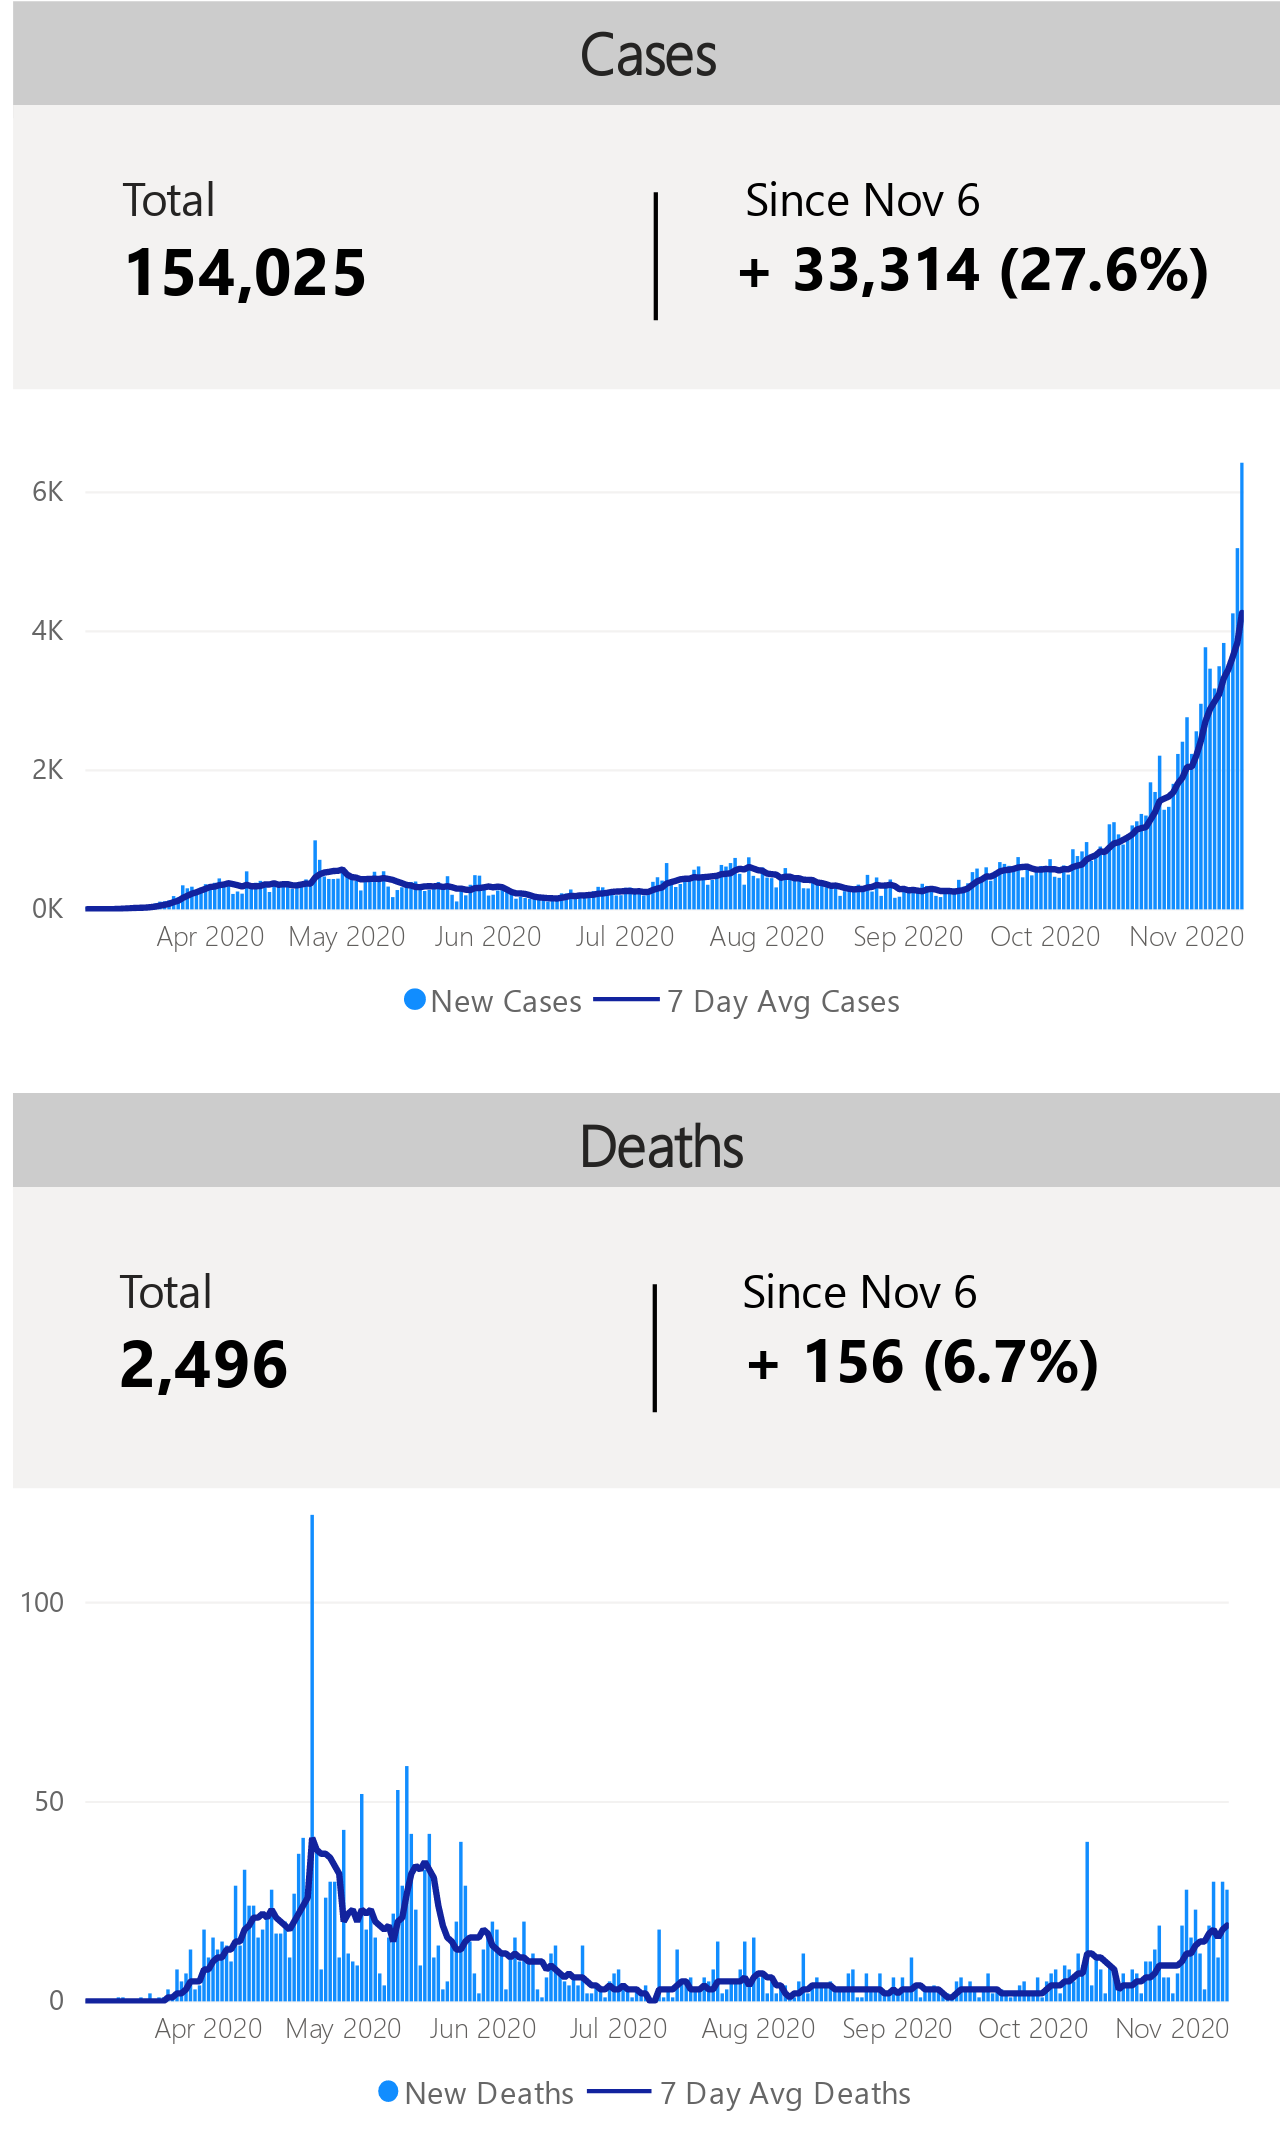 Cases
Total
154,025
Since Nov 6
+ 33,314 (27.6%)
6K
4K
2K
0K
Apr 2020 May 2020 Jun 2020 Jul 2020 Aug 2020 Sep 2020 Oct 2020 Nov 2020
New Cases 7 Day Avg Cases
Deaths
Total
2,496
Since Nov 6
+ 156 (6.7%)
100
50
0
Apr 2020 May 2020 Jun 2020 Jul 2020 Aug 2020 Sep 2020 Oct 2020 Nov 2020
New Deaths 7 Day Avg Deaths